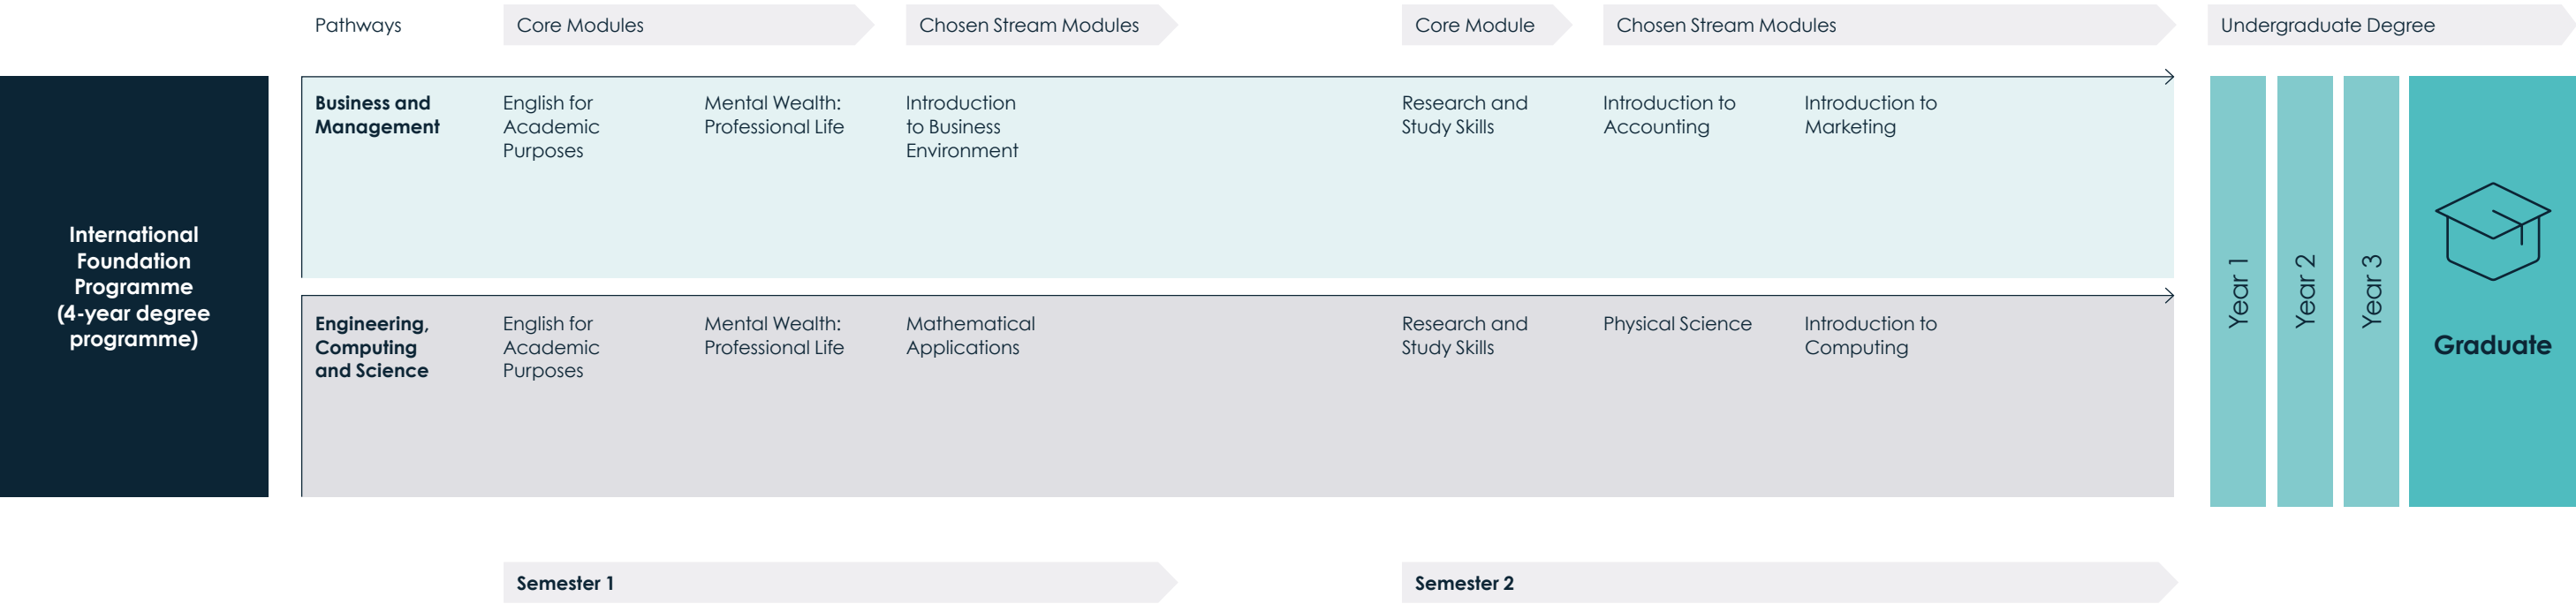 Pathways
Core Modules
Chosen Stream Modules
Core Module
Chosen Stream Modules
Undergraduate Degree
International
Foundation
Programme
(4-year degree
programme)
Business and
Management
English for
Academic
Purposes
Mental Wealth:
Professional Life
Introduction
to Business
Environment
Research and
Study Skills
Introduction to
Accounting
Introduction to
Marketing
Engineering,
Computing
and Science
English for
Academic
Purposes
Mental Wealth:
Professional Life
Mathematical
Applications
Research and
Study Skills
Physical Science
Introduction to
Computing
Year 1
Year 2
Year 3
Graduate
Semester 1
Semester 2